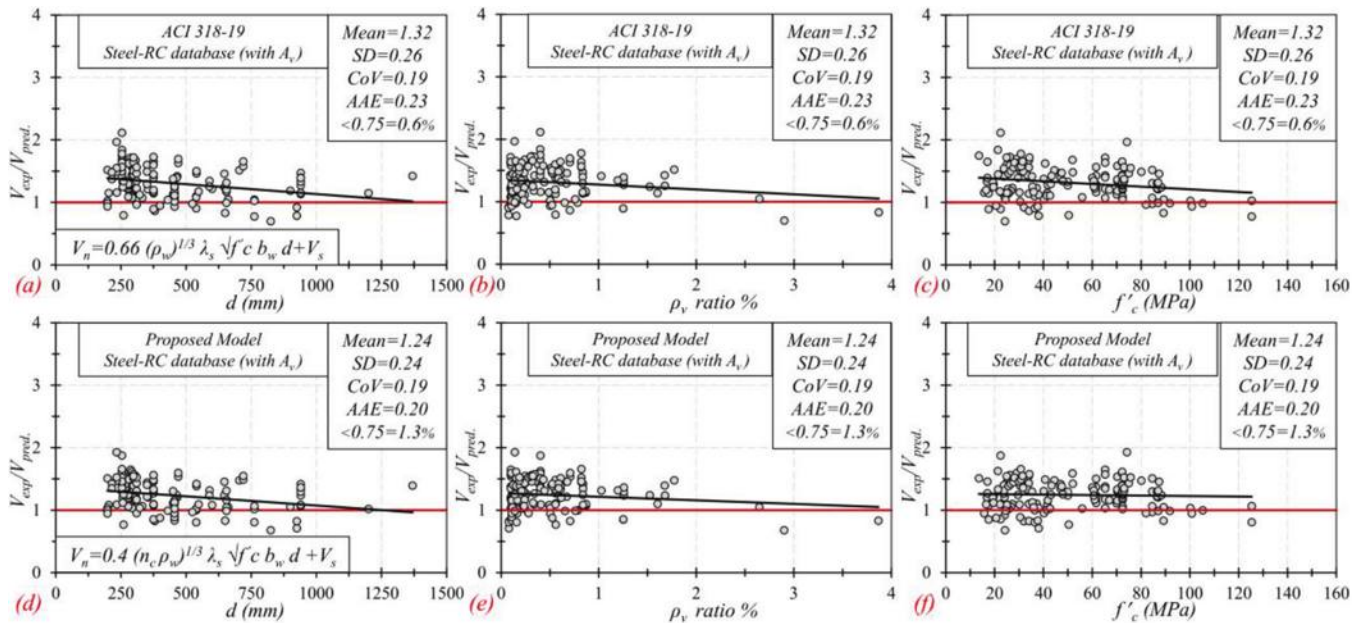 ACI 318-19
Steel-RC database (with A_v)
Mean=1.32
SD=0.26
CoV=0.19
AAE=0.23
<0.75=0.6%
V_exp/V_pred.
4
3
2
1
0
V_n=0.66 (ρ_w)^1/3 λ_s √f'c b_w d+V_s
0 250 500 750 1000 1250 1500
(a)
d (mm)
ACI 318-19
Steel-RC database (with A_v)
Mean=1.32
SD=0.26
CoV=0.19
AAE=0.23
<0.75=0.6%
V_exp/V_pred.
4
3
2
1
0
0 1 2 3 4
(b)
ρ_v ratio %
ACI 318-19
Steel-RC database (with A_v)
Mean=1.32
SD=0.26
CoV=0.19
AAE=0.23
<0.75=0.6%
V_exp/V_pred.
4
3
2
1
0
0 20 40 60 80 100 120 140 160
(c)
f'_c (MPa)
Proposed Model
Steel-RC database (with A_v)
Mean=1.24
SD=0.24
CoV=0.19
AAE=0.20
<0.75=1.3%
V_exp/V_pred.
4
3
2
1
0
V_n=0.4 (n_c ρ_w)^1/3 λ_s √f'c b_w d +V_s
0 250 500 750 1000 1250 1500
(d)
d (mm)
Proposed Model
Steel-RC database (with A_v)
Mean=1.24
SD=0.24
CoV=0.19
AAE=0.20
<0.75=1.3%
V_exp/V_pred.
4
3
2
1
0
0 1 2 3 4
(e)
ρ_v ratio %
Proposed Model
Steel-RC database (with A_v)
Mean=1.24
SD=0.24
CoV=0.19
AAE=0.20
<0.75=1.3%
V_exp/V_pred.
4
3
2
1
0
0 20 40 60 80 100 120 140 160
(f)
f'_c (MPa)